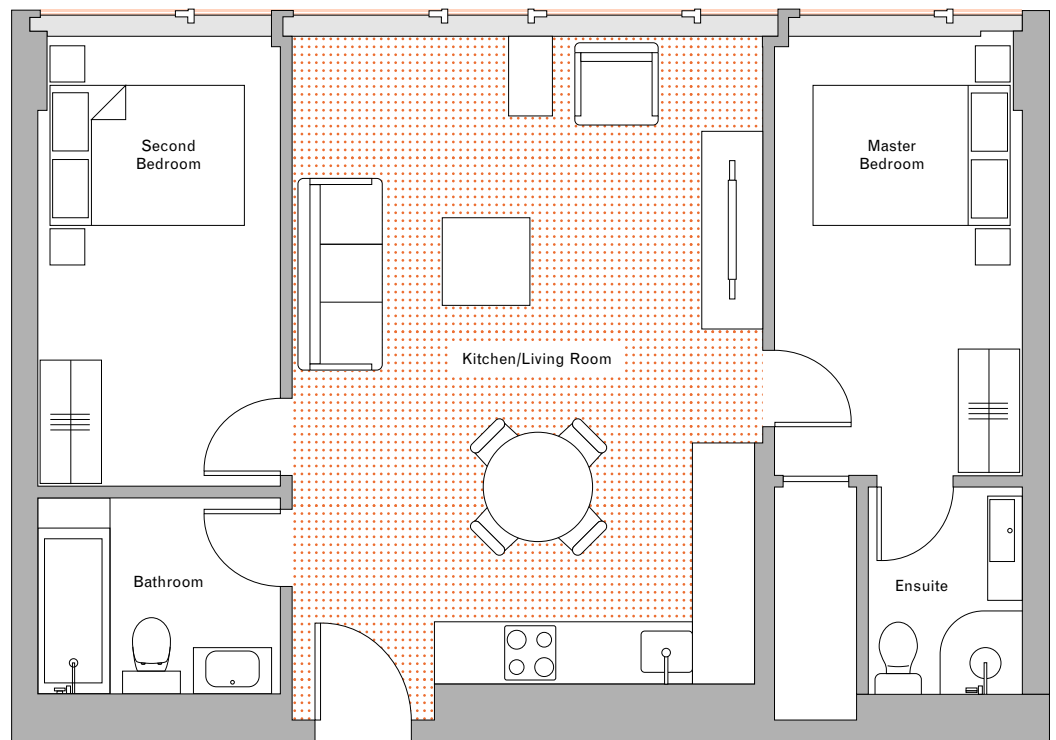 Second
Bedroom
Master
Bedroom
Kitchen/Living Room
Bathroom
Ensuite